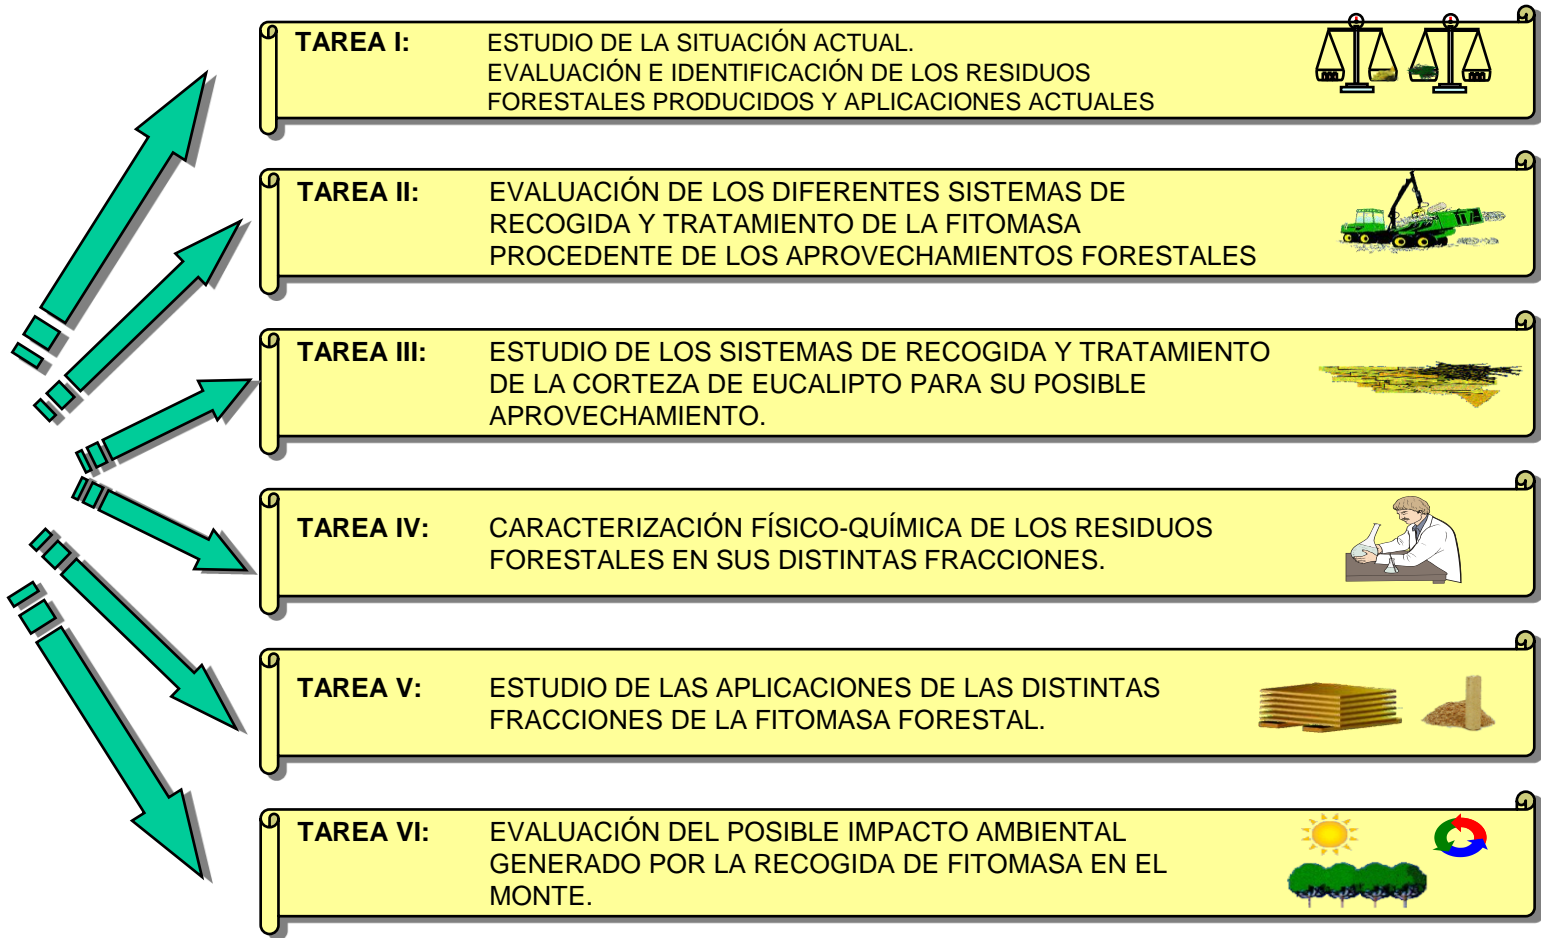 TAREA I: ESTUDIO DE LA SITUACIÓN ACTUAL.
EVALUACIÓN E IDENTIFICACIÓN DE LOS RESIDUOS
FORESTALES PRODUCIDOS Y APLICACIONES ACTUALES
TAREA II: EVALUACIÓN DE LOS DIFERENTES SISTEMAS DE
RECOGIDA Y TRATAMIENTO DE LA FITOMASA
PROCEDENTE DE LOS APROVECHAMIENTOS FORESTALES
TAREA III: ESTUDIO DE LOS SISTEMAS DE RECOGIDA Y TRATAMIENTO
DE LA CORTEZA DE EUCALIPTO PARA SU POSIBLE
APROVECHAMIENTO.
TAREA IV: CARACTERIZACIÓN FÍSICO-QUÍMICA DE LOS RESIDUOS
FORESTALES EN SUS DISTINTAS FRACCIONES.
TAREA V: ESTUDIO DE LAS APLICACIONES DE LAS DISTINTAS
FRACCIONES DE LA FITOMASA FORESTAL.
TAREA VI: EVALUACIÓN DEL POSIBLE IMPACTO AMBIENTAL
GENERADO POR LA RECOGIDA DE FITOMASA EN EL
MONTE.